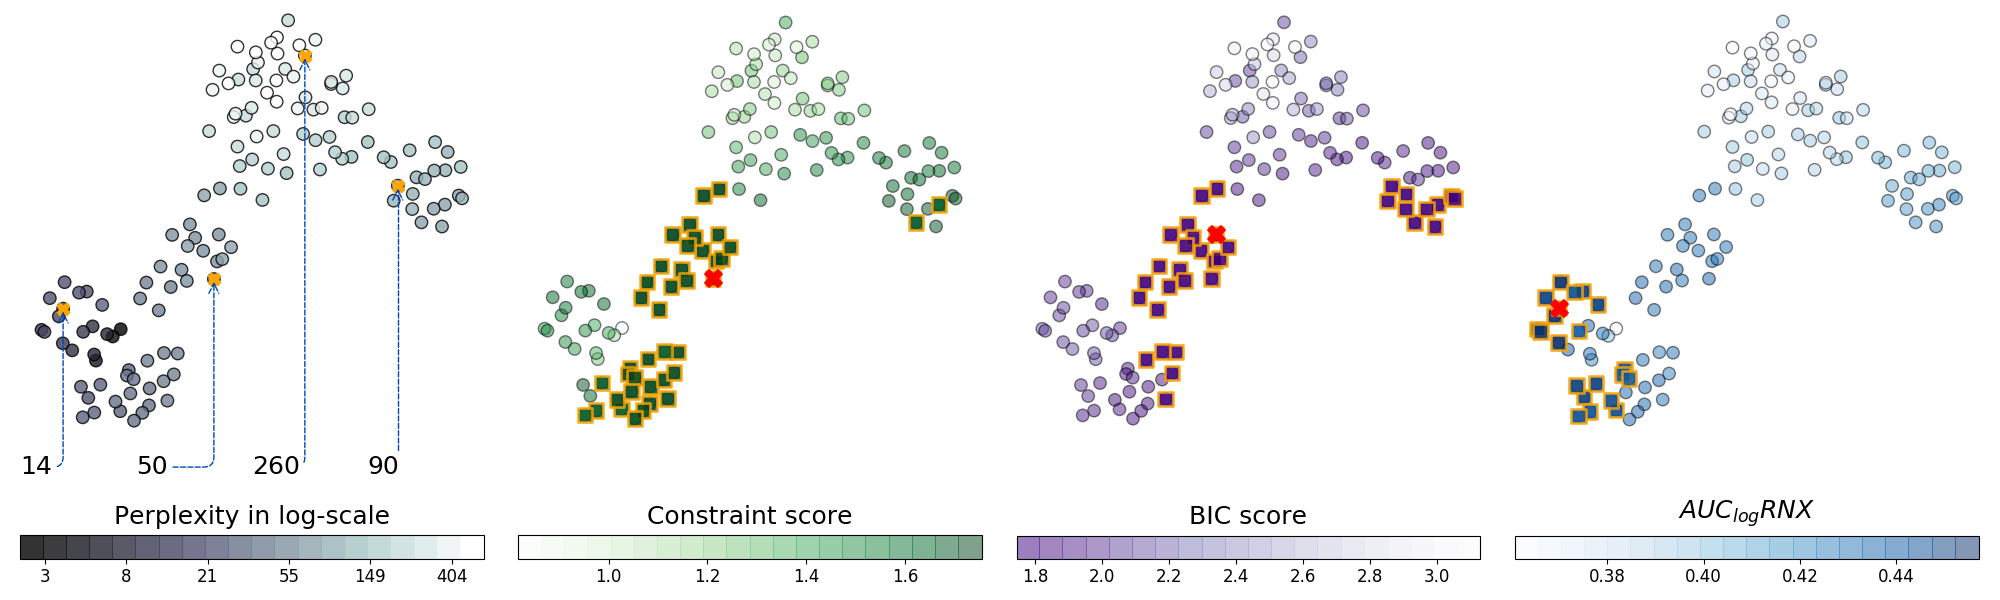 14 50 260 90
Perplexity in log-scale
3 8 21 55 149 404
Constraint score
1.0 1.2 1.4 1.6
BIC score
1.8 2.0 2.2 2.4 2.6 2.8 3.0
AUC_{log}RNX
0.38 0.40 0.42 0.44